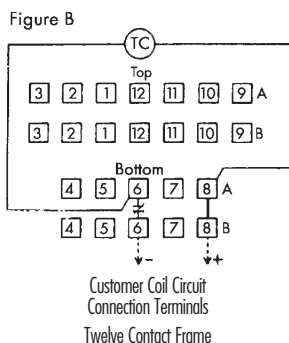 Figure B
TC
Top
3 2 1 12 11 10 9 A
3 2 1 12 11 10 9 B
Bottom
4 5 6 7 8 A
4 5 6 7 8 B
- +
Customer Coil Circuit
Connection Terminals
Twelve Contact Frame